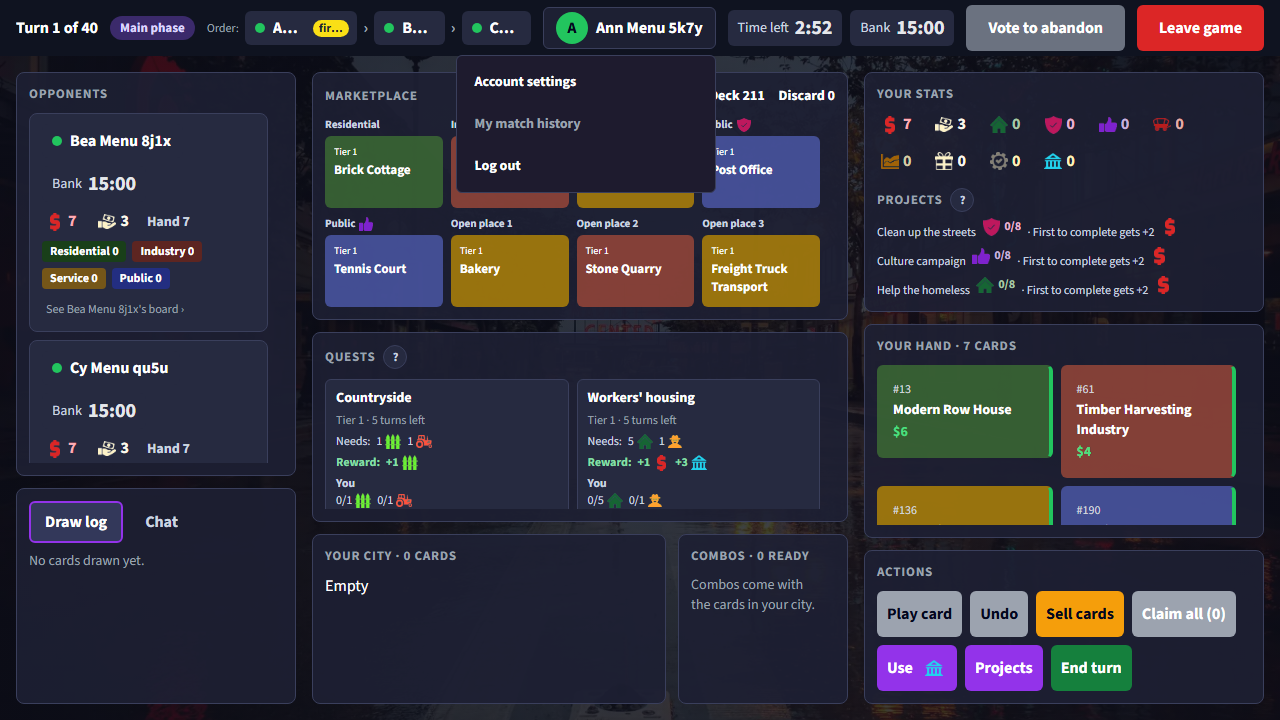 Turn 1 of 40
Main phase
Order:
A...
fir...
B...
C...
A
Ann Menu 5k7y
Time left 2:52
Bank 15:00
Vote to abandon
Leave game
OPPONENTS
Bea Menu 8j1x
Bank 15:00
7 3 Hand 7
Residential 0
Industry 0
Service 0
Public 0
See Bea Menu 8j1x's board ›
Cy Menu qu5u
Bank 15:00
7 3 Hand 7
Draw log
Chat
No cards drawn yet.
MARKETPLACE
Deck 211 Discard 0
Account settings
My match history
Log out
Residential
Tier 1
Brick Cottage
Tier 1
Post Office
Public
Open place 1
Open place 2
Open place 3
Tier 1
Tennis Court
Tier 1
Bakery
Tier 1
Stone Quarry
Tier 1
Freight Truck
Transport
QUESTS ?
Countryside
Tier 1 · 5 turns left
Needs: 1 1
Reward: +1
You
0/1 0/1
Workers' housing
Tier 1 · 5 turns left
Needs: 5 1
Reward: +1 +3
You
0/5 0/1
YOUR CITY · 0 CARDS
Empty
COMBOS · 0 READY
Combos come with
the cards in your city.
YOUR STATS
7 3 0 0 0 0
0 0 0 0
PROJECTS ?
Clean up the streets 0/8 · First to complete gets +2
Culture campaign 0/8 · First to complete gets +2
Help the homeless 0/8 · First to complete gets +2
YOUR HAND · 7 CARDS
#13
Modern Row House
$6
#61
Timber Harvesting
Industry
$4
#136
#190
ACTIONS
Play card
Undo
Sell cards
Claim all (0)
Use
Projects
End turn